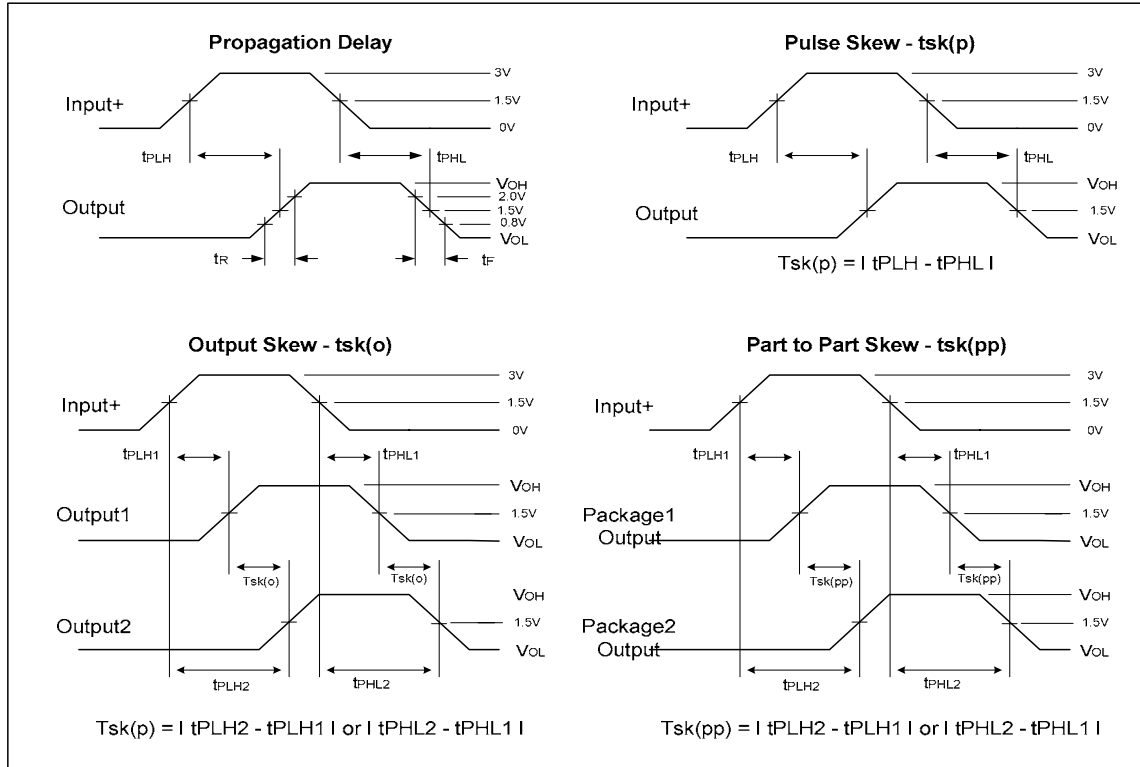 Propagation Delay
Input+
3V
1.5V
0V
tPLH
tPHL
Output
VOH
2.0V
1.5V
0.8V
VOL
tR
tF
Pulse Skew - tsk(p)
Input+
3V
1.5V
0V
tPLH
tPHL
Output
VOH
1.5V
VOL
Tsk(p) = I tPLH - tPHL I
Output Skew - tsk(o)
Input+
3V
1.5V
0V
tPLH1
tPHL1
Output1
VOH
1.5V
VOL
Tsk(o)
Tsk(o)
Output2
VOH
1.5V
VOL
tPLH2
tPHL2
Tsk(p) = I tPLH2 - tPLH1 I or I tPHL2 - tPHL1 I
Part to Part Skew - tsk(pp)
Input+
3V
1.5V
0V
tPLH1
tPHL1
Package1
Output
VOH
1.5V
VOL
Tsk(pp)
Tsk(pp)
Package2
Output
VOH
1.5V
VOL
tPLH2
tPHL2
Tsk(pp) = I tPLH2 - tPLH1 I or I tPHL2 - tPHL1 I